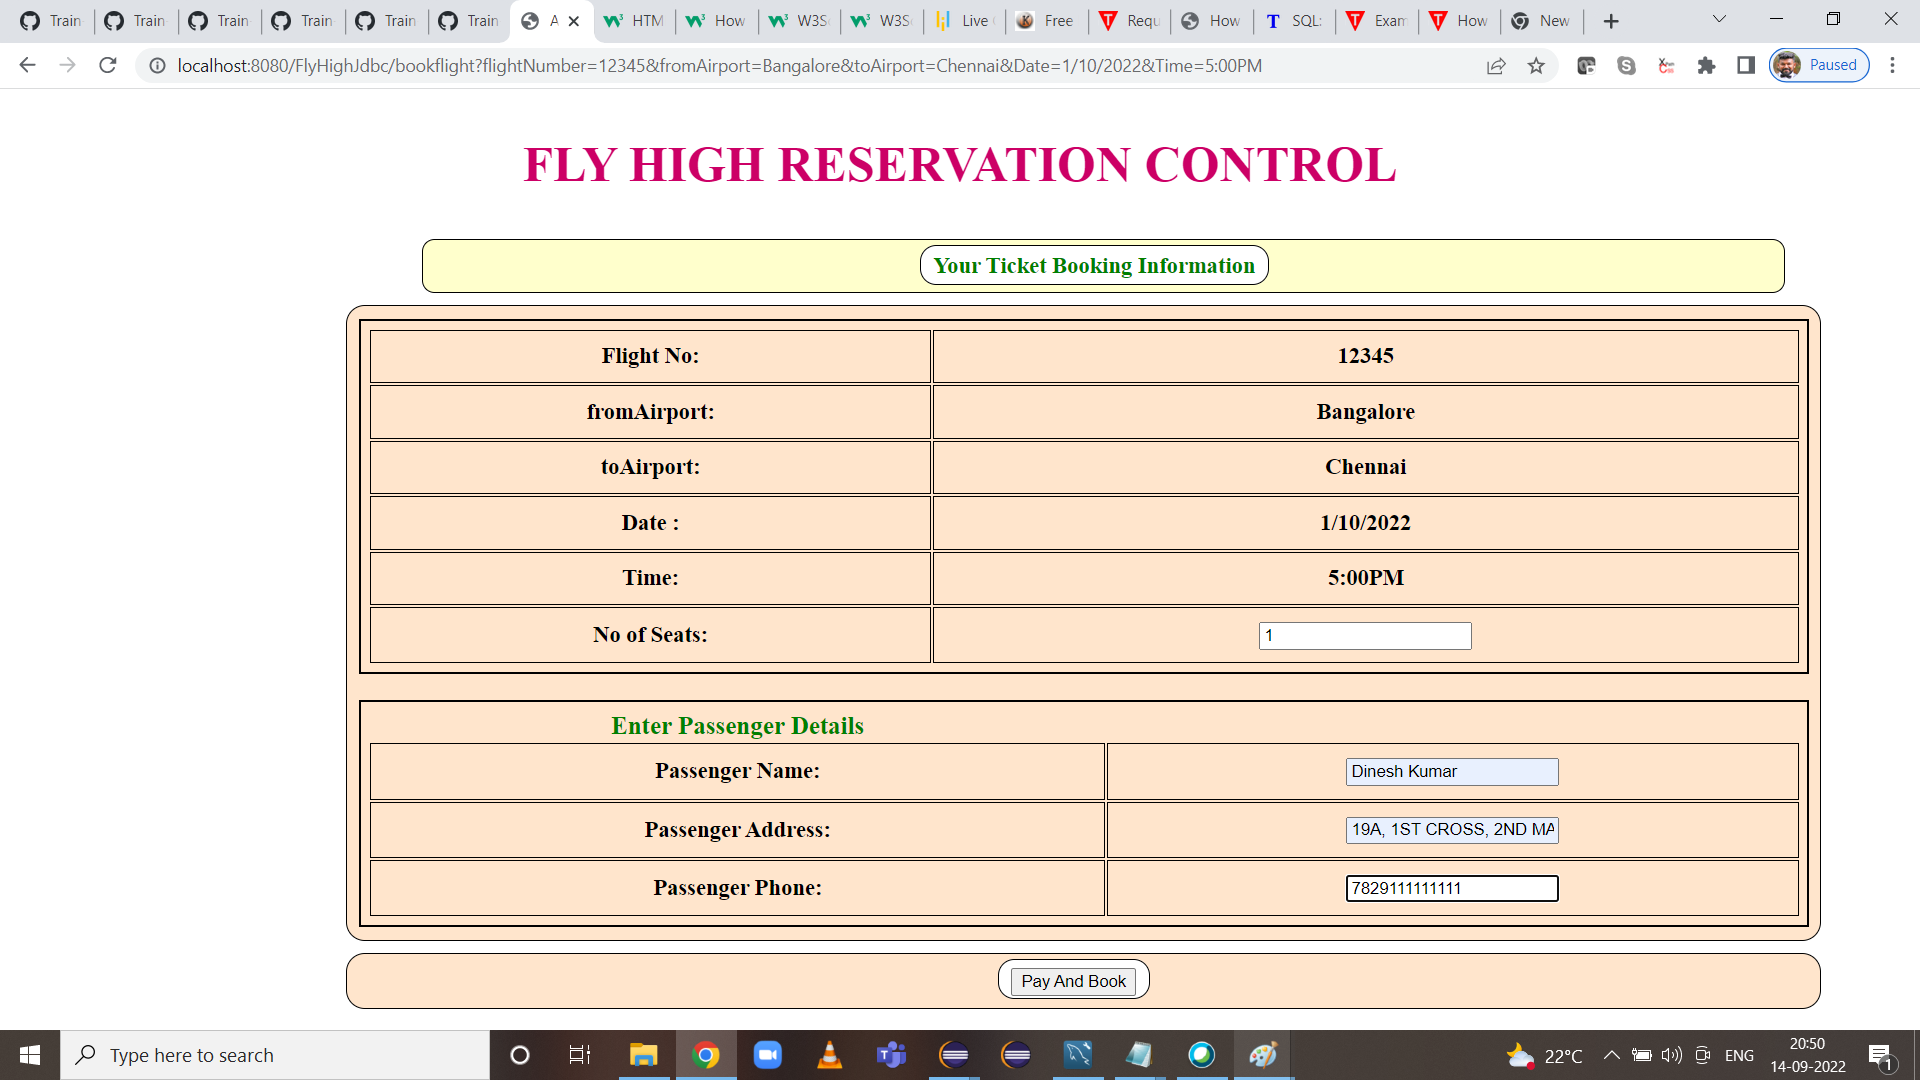 Train Train Train Train Train Train A HTM How W3S W3S Live Free Requ How SQL: Exam How New
localhost:8080/FlyHighJdbc/bookflight?flightNumber=12345&fromAirport=Bangalore&toAirport=Chennai&Date=1/10/2022&Time=5:00PM Paused
FLY HIGH RESERVATION CONTROL
Your Ticket Booking Information
Flight No: 12345
fromAirport: Bangalore
toAirport: Chennai
Date : 1/10/2022
Time: 5:00PM
No of Seats: 1
Enter Passenger Details
Passenger Name: Dinesh Kumar
Passenger Address: 19A, 1ST CROSS, 2ND MA
Passenger Phone: 7829111111111
Pay And Book
Type here to search 22°C ENG 20:50
14-09-2022 1